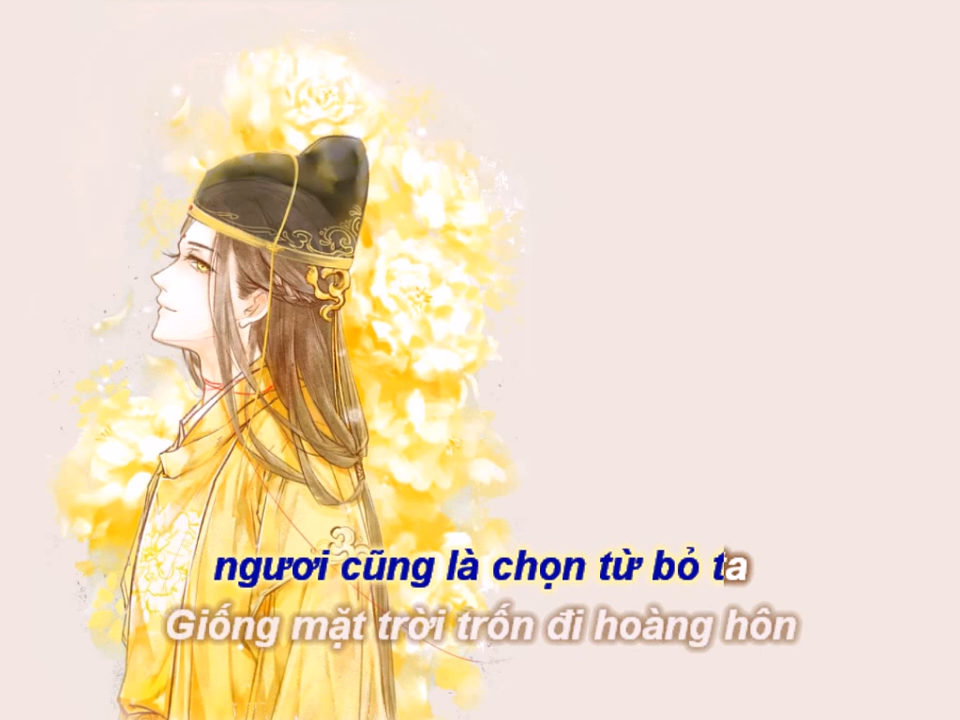 ngươi cũng là chọn từ bỏ ta
Giống mặt trời trốn đi hoàng hôn